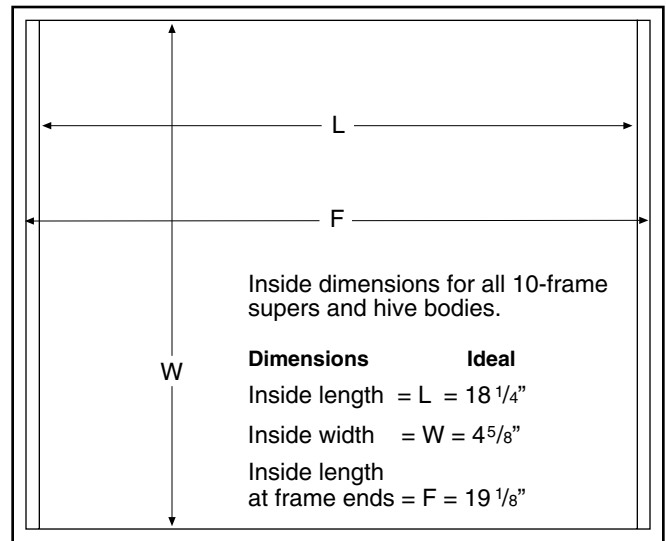 L
F
Inside dimensions for all 10-frame
supers and hive bodies.
W
Dimensions Ideal
Inside length = L = 18 1/4”
Inside width = W = 4 5/8”
Inside length
at frame ends = F = 19 1/8”